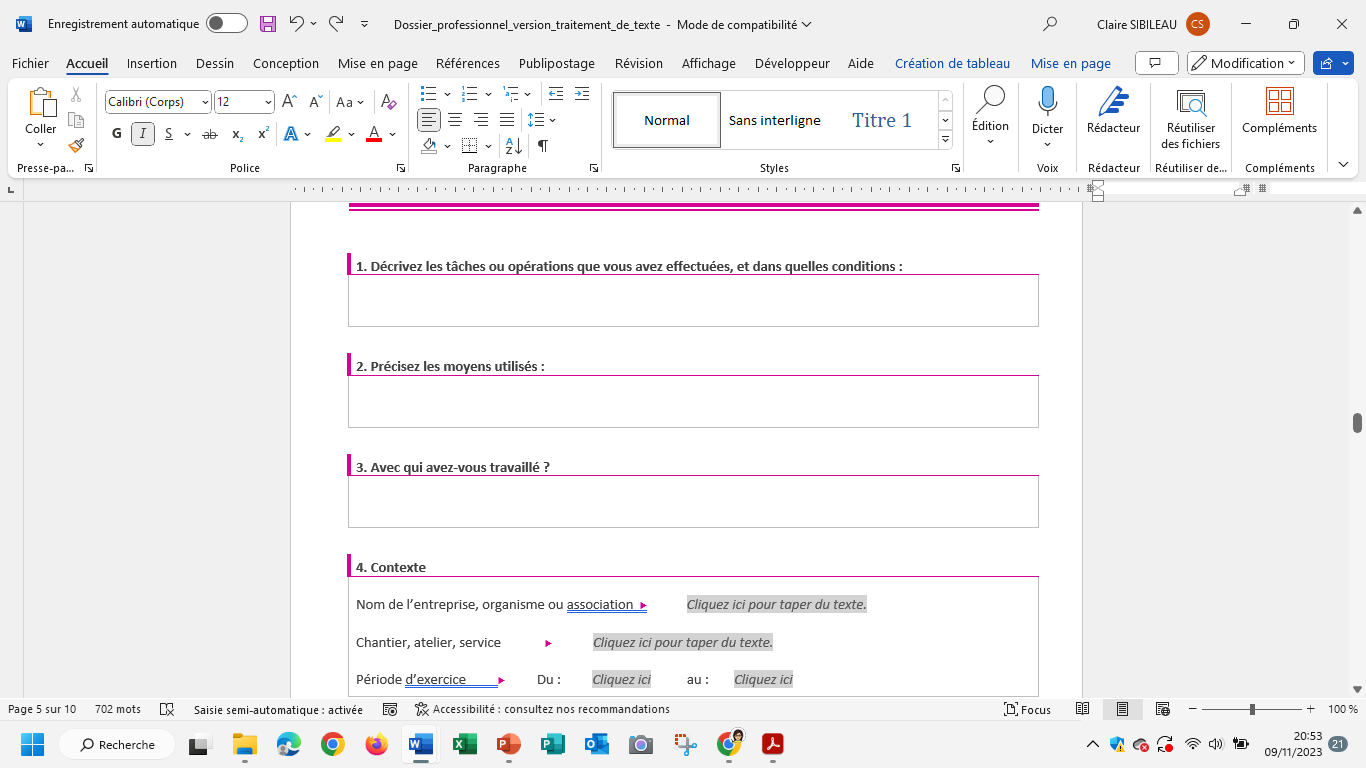 Enregistrement automatique
Dossier_professionnel_version_traitement_de_texte - Mode de compatibilité
Claire SIBILEAU CS
Fichier Accueil Insertion Dessin Conception Mise en page Références Publipostage Révision Affichage Développeur Aide Création de tableau Mise en page Modification
Coller
Calibri (Corps) 12
Aa
G I S ab x₂ x² A A
AZ
Normal Sans interligne Titre 1
Édition
Dicter
Rédacteur
Réutiliser
des fichiers
Compléments
Presse-pa... Police Paragraphe Styles Voix Rédacteur Réutiliser de... Compléments
1. Décrivez les tâches ou opérations que vous avez effectuées, et dans quelles conditions :
2. Précisez les moyens utilisés :
3. Avec qui avez-vous travaillé ?
4. Contexte
Nom de l’entreprise, organisme ou association Cliquez ici pour taper du texte.
Chantier, atelier, service Cliquez ici pour taper du texte.
Période d’exercice Du : Cliquez ici au : Cliquez ici
Page 5 sur 10 702 mots Saisie semi-automatique : activée Accessibilité : consultez nos recommandations Focus 100 %
Recherche
20:53
09/11/2023
21